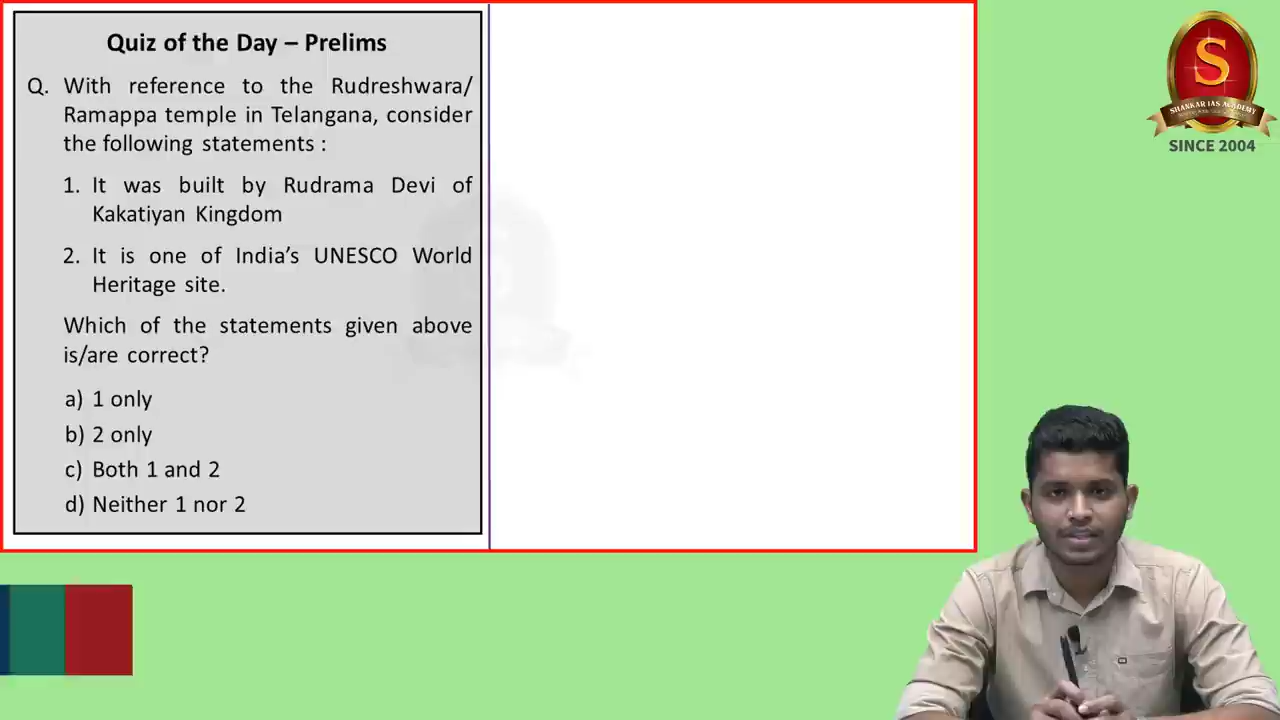 Quiz of the Day – Prelims
Q. With reference to the Rudreshwara/
Ramappa temple in Telangana, consider
the following statements :
1. It was built by Rudrama Devi of
Kakatiyan Kingdom
2. It is one of India's UNESCO World
Heritage site.
Which of the statements given above
is/are correct?
a) 1 only
b) 2 only
c) Both 1 and 2
d) Neither 1 nor 2
S
SHANKAR IAS ACADEMY
SINCE 2004